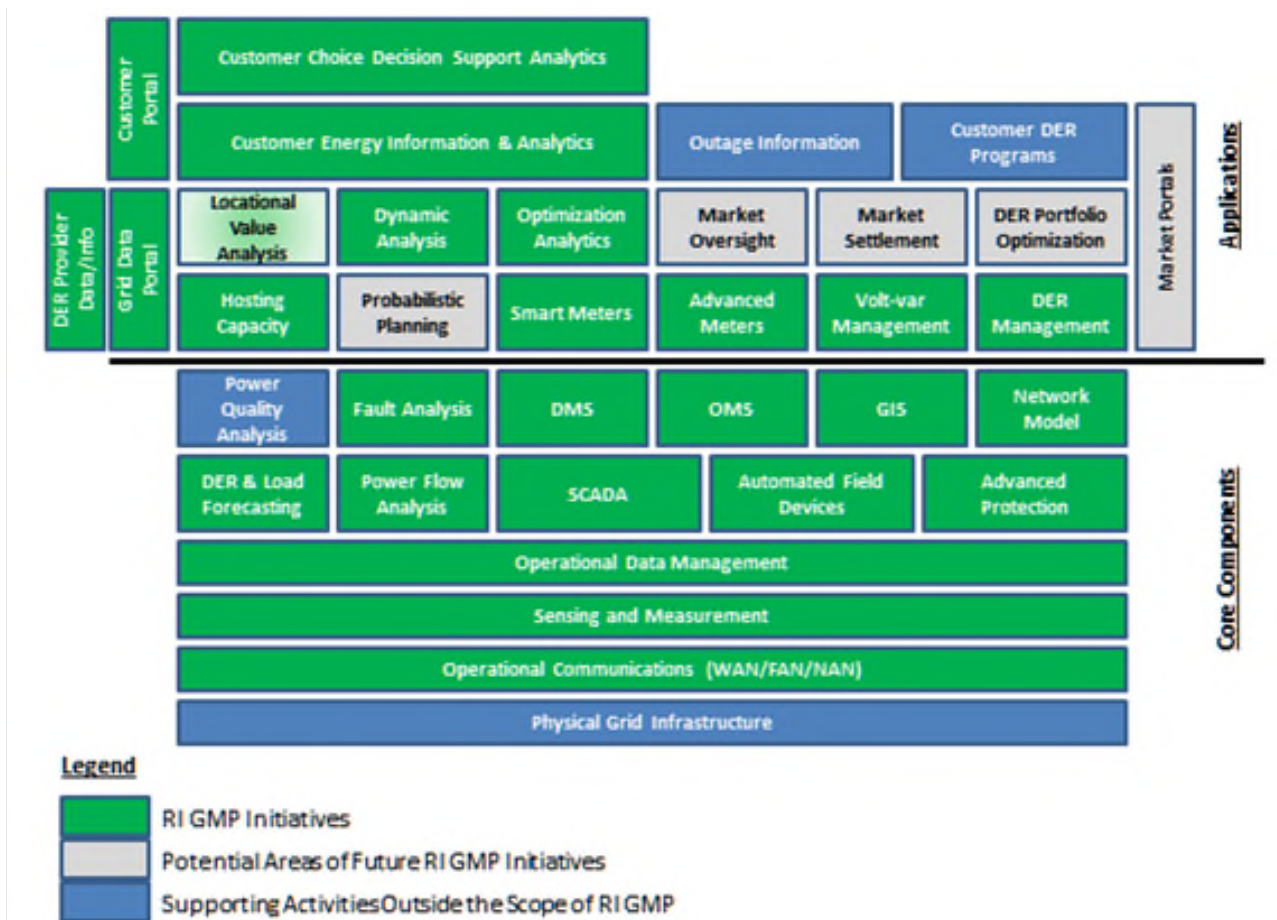 Customer
Portal
Customer Choice Decision Support Analytics
Customer Energy Information & Analytics
Outage Information
Customer DER
Programs
Market Portals
Applications
DER Provider
Data/Info
Grid Data
Portal
Locational
Value
Analysis
Dynamic
Analysis
Optimization
Analytics
Market
Oversight
Market
Settlement
DER Portfolio
Optimization
Hosting
Capacity
Probabilistic
Planning
Smart Meters
Advanced
Meters
Volt-var
Management
DER
Management
Power
Quality
Analysis
Fault Analysis
DMS
OMS
GIS
Network
Model
Core Components
DER & Load
Forecasting
Power Flow
Analysis
SCADA
Automated Field
Devices
Advanced
Protection
Operational Data Management
Sensing and Measurement
Operational Communications (WAN/FAN/NAN)
Physical Grid Infrastructure
Legend
RI GMP Initiatives
Potential Areas of Future RI GMP Initiatives
Supporting Activities Outside the Scope of RI GMP